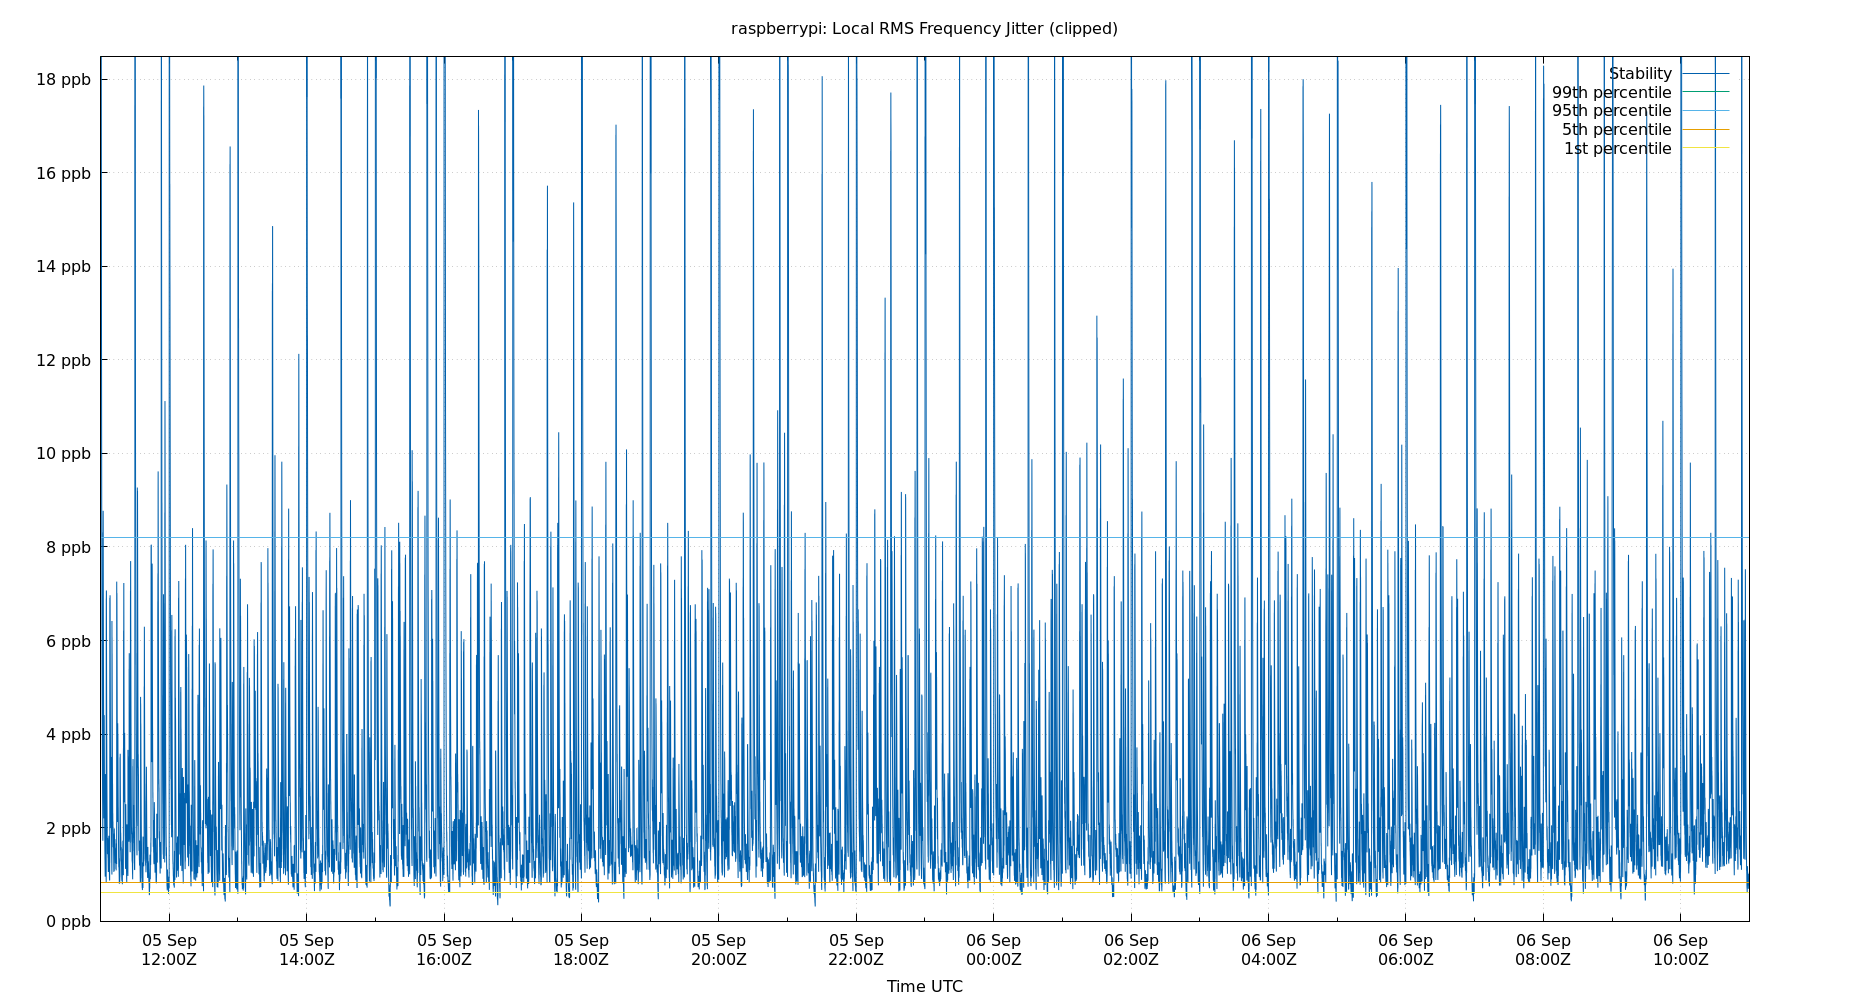 raspberrypi: Local RMS Frequency Jitter (clipped)
18 ppb
16 ppb
14 ppb
12 ppb
10 ppb
8 ppb
6 ppb
4 ppb
2 ppb
0 ppb
Stability
99th percentile
95th percentile
5th percentile
1st percentile
05 Sep
12:00Z
05 Sep
14:00Z
05 Sep
16:00Z
05 Sep
18:00Z
05 Sep
20:00Z
05 Sep
22:00Z
06 Sep
00:00Z
06 Sep
02:00Z
06 Sep
04:00Z
06 Sep
06:00Z
06 Sep
08:00Z
06 Sep
10:00Z
Time UTC